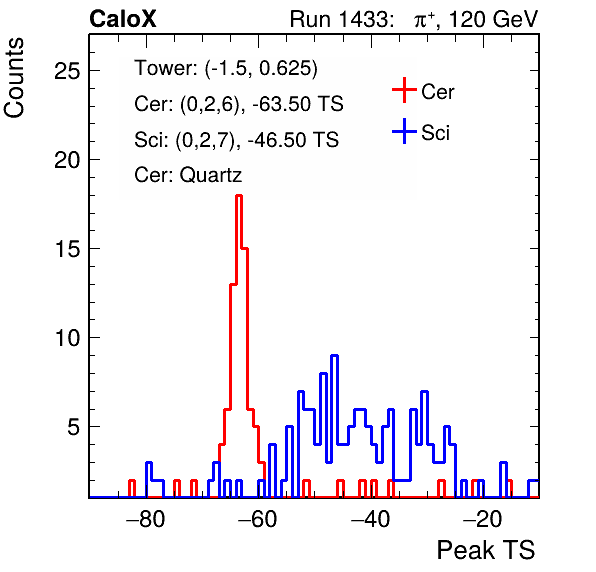 CaloX Run 1433: π⁺, 120 GeV
Counts
Tower: (-1.5, 0.625)
Cer: (0,2,6), -63.50 TS
Sci: (0,2,7), -46.50 TS
Cer: Quartz
Cer
Sci
25
20
15
10
5
−80 −60 −40 −20
Peak TS